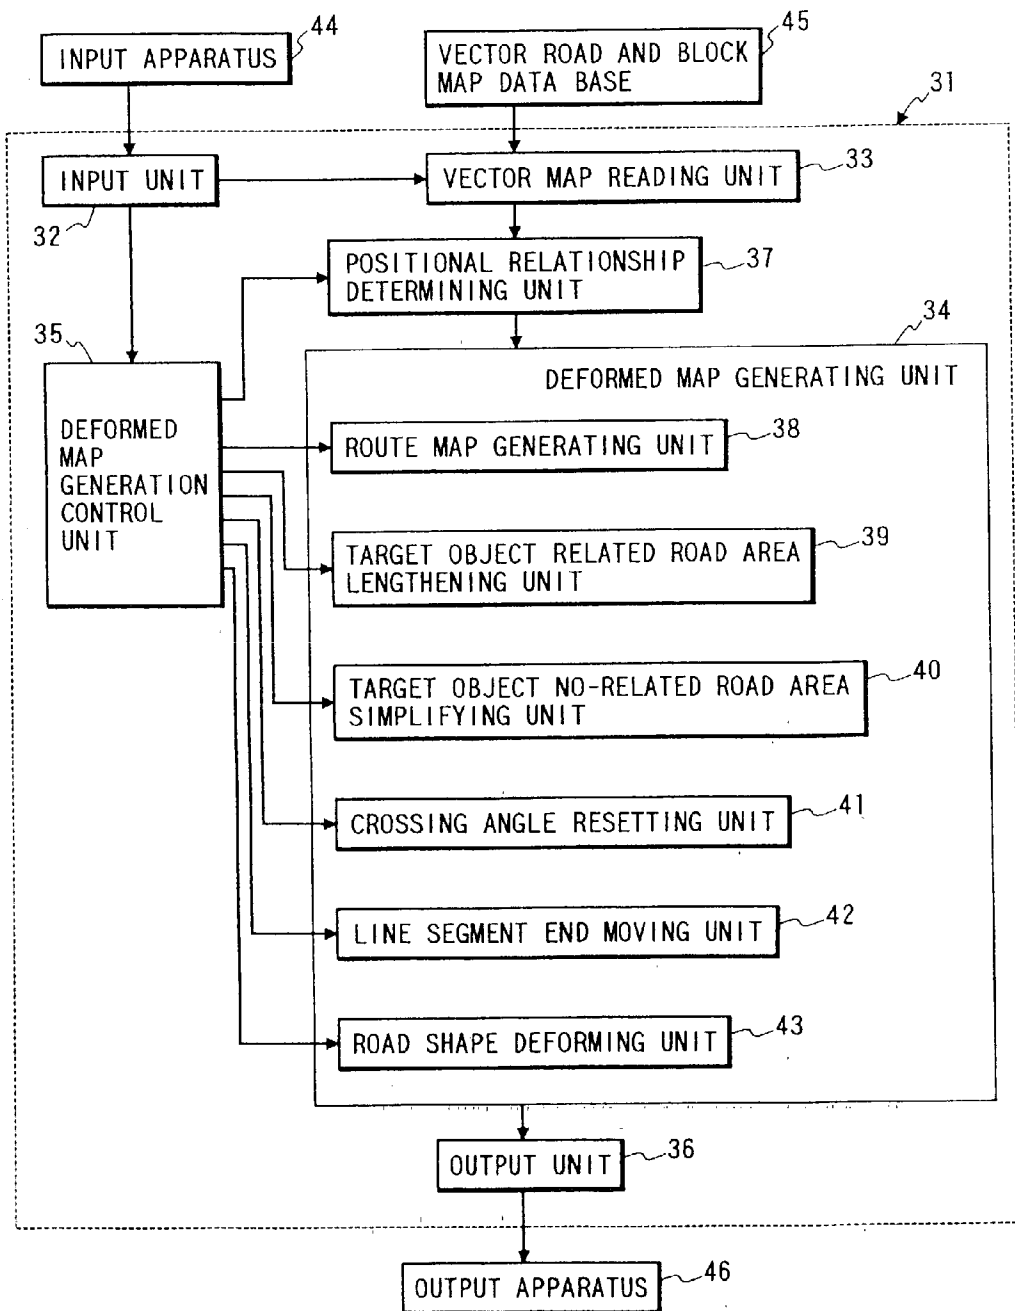 44
INPUT APPARATUS
45
VECTOR ROAD AND BLOCK
MAP DATA BASE
31
INPUT UNIT
32
VECTOR MAP READING UNIT
33
POSITIONAL RELATIONSHIP
DETERMINING UNIT
37
35
DEFORMED
MAP
GENERATION
CONTROL
UNIT
34
DEFORMED MAP GENERATING UNIT
ROUTE MAP GENERATING UNIT
38
TARGET OBJECT RELATED ROAD AREA
LENGTHENING UNIT
39
TARGET OBJECT NO-RELATED ROAD AREA
SIMPLIFYING UNIT
40
CROSSING ANGLE RESETTING UNIT
41
LINE SEGMENT END MOVING UNIT
42
ROAD SHAPE DEFORMING UNIT
43
OUTPUT UNIT
36
OUTPUT APPARATUS
46